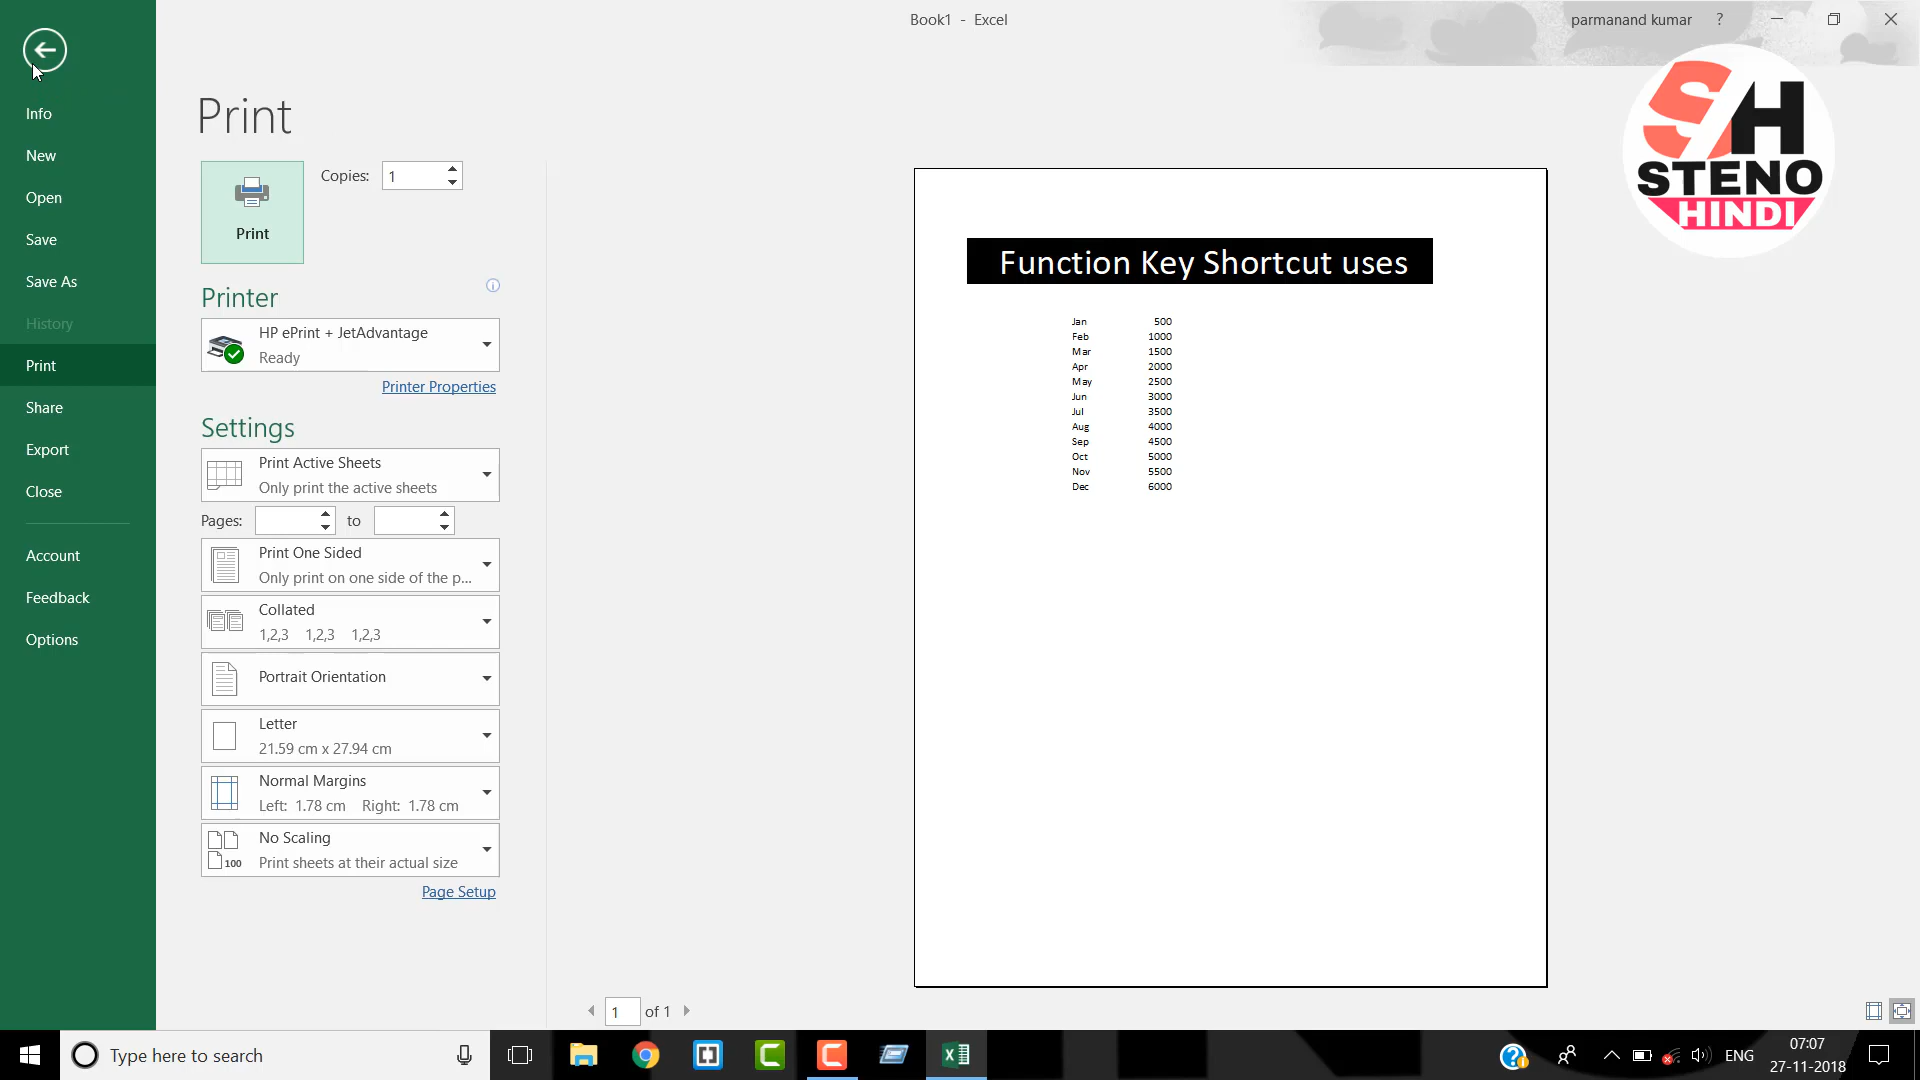 Book1 - Excel
parmanand kumar
?
Info
New
Open
Save
Save As
History
Print
Share
Export
Close
Account
Feedback
Options
Print
Print
Copies: 1
Printer
HP ePrint + JetAdvantage
Ready
Printer Properties
Settings
Print Active Sheets
Only print the active sheets
Pages: to
Print One Sided
Only print on one side of the p...
Collated
1,2,3 1,2,3 1,2,3
Portrait Orientation
Letter
21.59 cm x 27.94 cm
Normal Margins
Left: 1.78 cm Right: 1.78 cm
No Scaling
100
Print sheets at their actual size
Page Setup
Function Key Shortcut uses
Jan 500
Feb 1000
Mar 1500
Apr 2000
May 2500
Jun 3000
Jul 3500
Aug 4000
Sep 4500
Oct 5000
Nov 5500
Dec 6000
1 of 1
SH
STENO
HINDI
Type here to search
ENG
07:07
27-11-2018